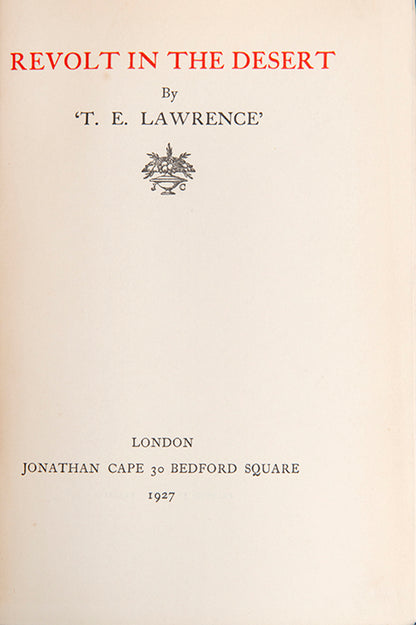 REVOLT IN THE DESERT
By
‘T. E. LAWRENCE’
J C
LONDON
JONATHAN CAPE 30 BEDFORD SQUARE
1927